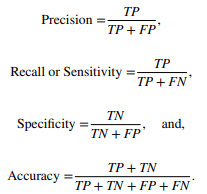 Precision = TP / TP + FP ,
Recall or Sensitivity = TP / TP + FN ,
Specificity = TN / TN + FP , and,
Accuracy = TP + TN / TP + TN + FP + FN .